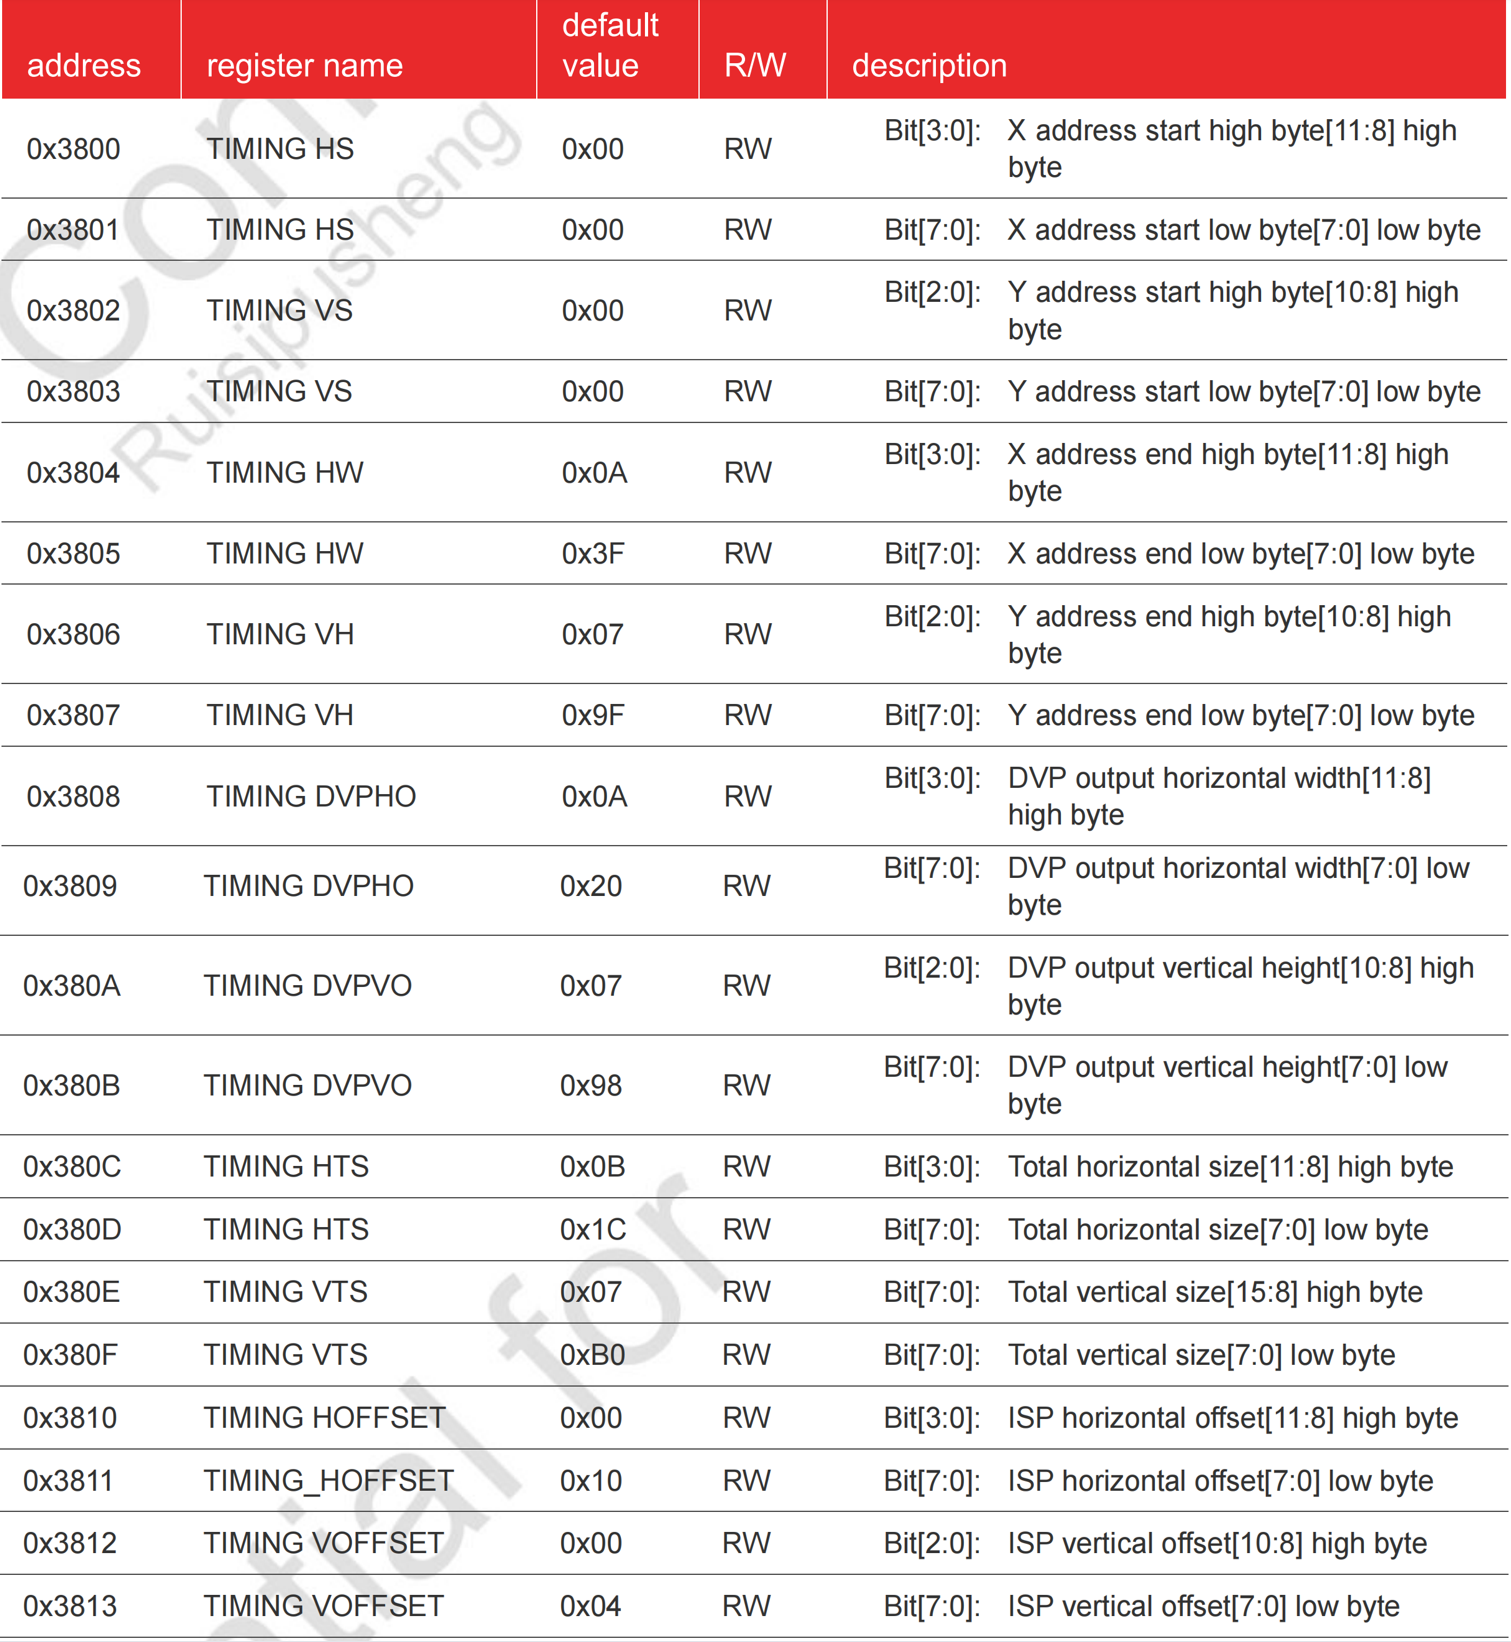 address register name default value R/W description
0x3800 TIMING HS 0x00 RW Bit[3:0]: X address start high byte[11:8] high
byte
0x3801 TIMING HS 0x00 RW Bit[7:0]: X address start low byte[7:0] low byte
0x3802 TIMING VS 0x00 RW Bit[2:0]: Y address start high byte[10:8] high
byte
0x3803 TIMING VS 0x00 RW Bit[7:0]: Y address start low byte[7:0] low byte
0x3804 TIMING HW 0x0A RW Bit[3:0]: X address end high byte[11:8] high
byte
0x3805 TIMING HW 0x3F RW Bit[7:0]: X address end low byte[7:0] low byte
0x3806 TIMING VH 0x07 RW Bit[2:0]: Y address end high byte[10:8] high
byte
0x3807 TIMING VH 0x9F RW Bit[7:0]: Y address end low byte[7:0] low byte
0x3808 TIMING DVPHO 0x0A RW Bit[3:0]: DVP output horizontal width[11:8]
high byte
0x3809 TIMING DVPHO 0x20 RW Bit[7:0]: DVP output horizontal width[7:0] low
byte
0x380A TIMING DVPVO 0x07 RW Bit[2:0]: DVP output vertical height[10:8] high
byte
0x380B TIMING DVPVO 0x98 RW Bit[7:0]: DVP output vertical height[7:0] low
byte
0x380C TIMING HTS 0x0B RW Bit[3:0]: Total horizontal size[11:8] high byte
0x380D TIMING HTS 0x1C RW Bit[7:0]: Total horizontal size[7:0] low byte
0x380E TIMING VTS 0x07 RW Bit[7:0]: Total vertical size[15:8] high byte
0x380F TIMING VTS 0xB0 RW Bit[7:0]: Total vertical size[7:0] low byte
0x3810 TIMING HOFFSET 0x00 RW Bit[3:0]: ISP horizontal offset[11:8] high byte
0x3811 TIMING_HOFFSET 0x10 RW Bit[7:0]: ISP horizontal offset[7:0] low byte
0x3812 TIMING VOFFSET 0x00 RW Bit[2:0]: ISP vertical offset[10:8] high byte
0x3813 TIMING VOFFSET 0x04 RW Bit[7:0]: ISP vertical offset[7:0] low byte
Com
Ruisipusheng
ntial for